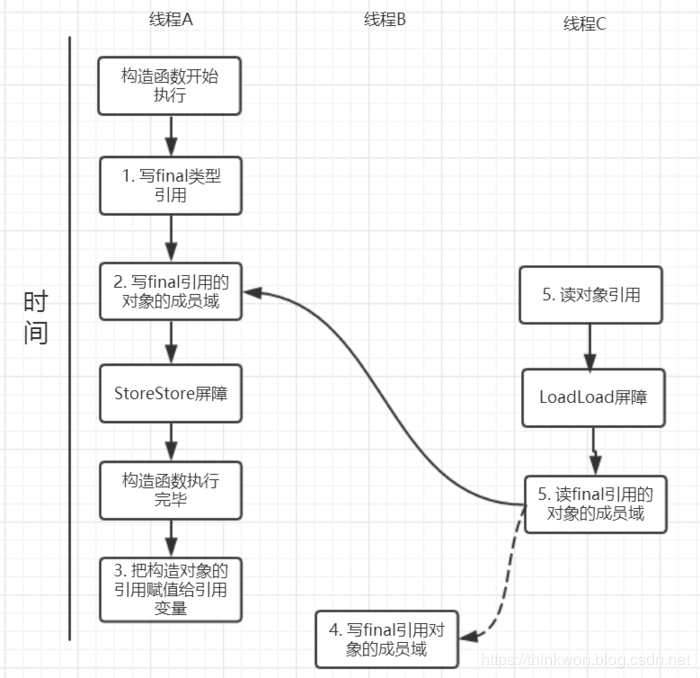 线程A
线程B
线程C
时
间
构造函数开始
执行
1. 写final类型
引用
2. 写final引用的
对象的成员域
StoreStore屏障
构造函数执行
完毕
3. 把构造对象的
引用赋值给引用
变量
4. 写final引用对
象的成员域
5. 读对象引用
LoadLoad屏障
5. 读final引用的
对象的成员域
https://thinkwon.blog.csdn.net